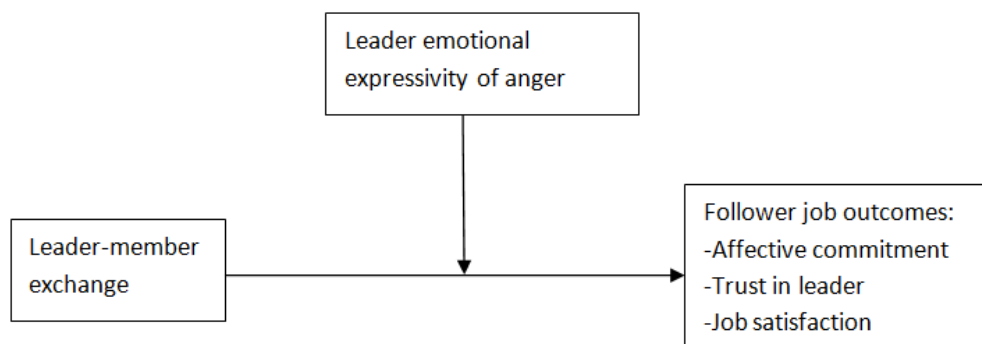 Leader emotional
expressivity of anger
Leader-member
exchange
Follower job outcomes:
-Affective commitment
-Trust in leader
-Job satisfaction